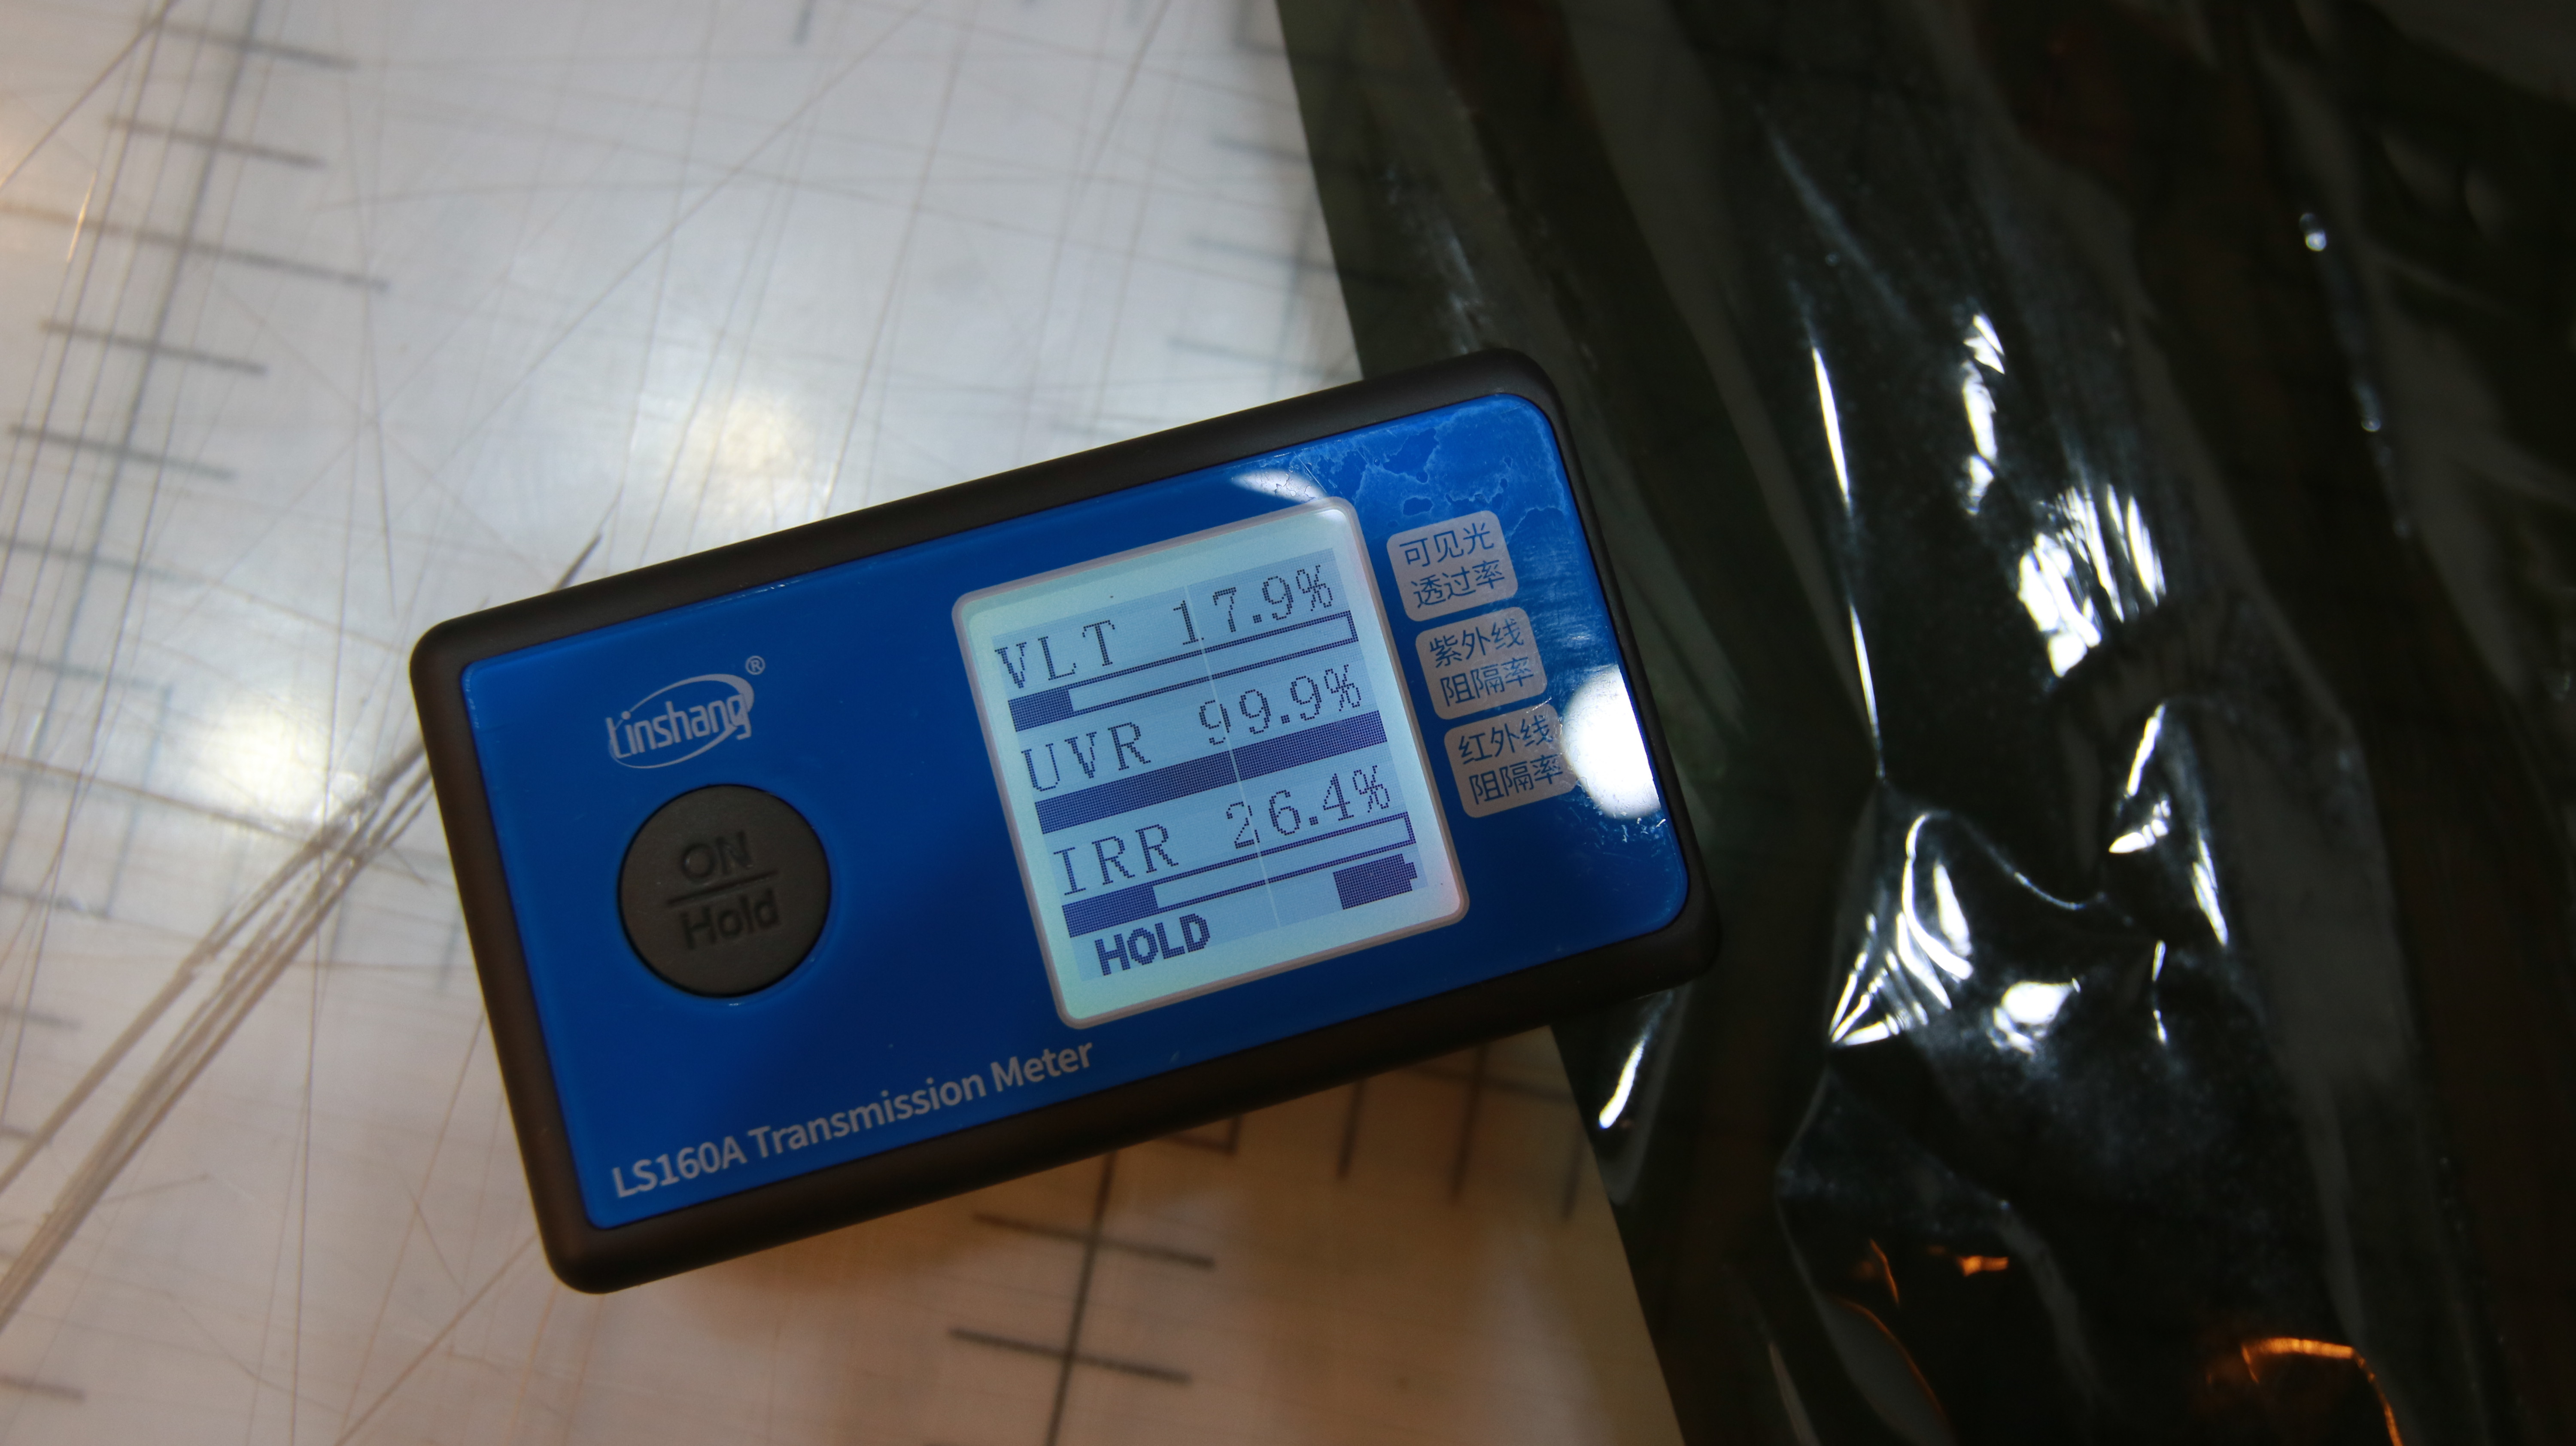 Linshang®
ON
Hold
VLT 17.9%
UVR 99.9%
IRR 26.4%
HOLD
可见光
透过率
紫外线
阻隔率
红外线
阻隔率
LS160A Transmission Meter